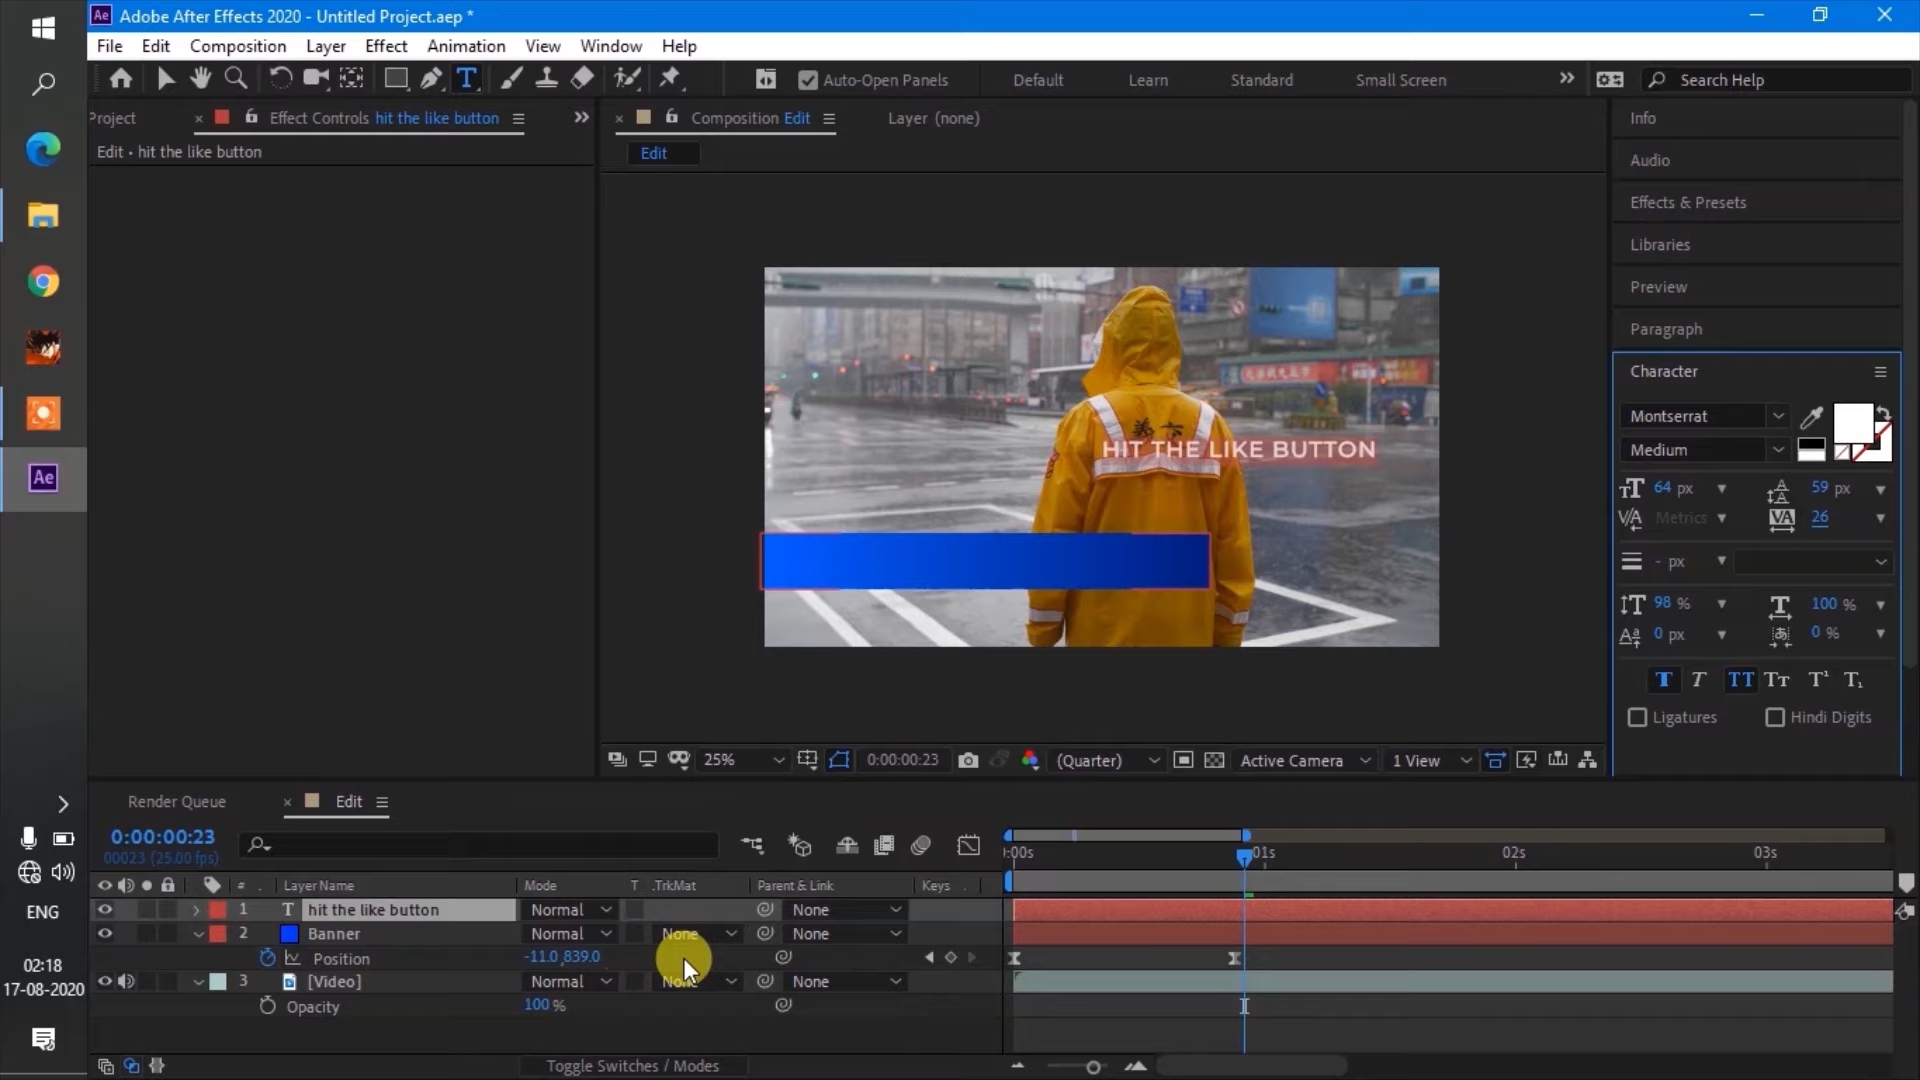 Ae Adobe After Effects 2020 - Untitled Project.aep *
File Edit Composition Layer Effect Animation View Window Help
Auto-Open Panels Default Learn Standard Small Screen Search Help
Project Effect Controls hit the like button
Composition Edit Layer (none)
Info
Edit • hit the like button
Edit
Audio
Effects & Presets
Libraries
Preview
Paragraph
Character
Montserrat
Medium
HIT THE LIKE BUTTON
64 px 59 px
Metrics 26
- px
98 % 100 %
0 px 0 %
T T TT Tт T¹ T₁
Ligatures Hindi Digits
Ae
25% 0:00:00:23 (Quarter) Active Camera 1 View
Render Queue Edit
0:00:00:23
00023 (25.00 fps)
:00s 01s 02s 03s
# . Layer Name Mode T .TrkMat Parent & Link Keys
1 T hit the like button Normal None
2 Banner Normal None None
Position -11.0,839.0
3 [Video] Normal None None
Opacity 100 %
Toggle Switches / Modes
ENG
02:18
17-08-2020